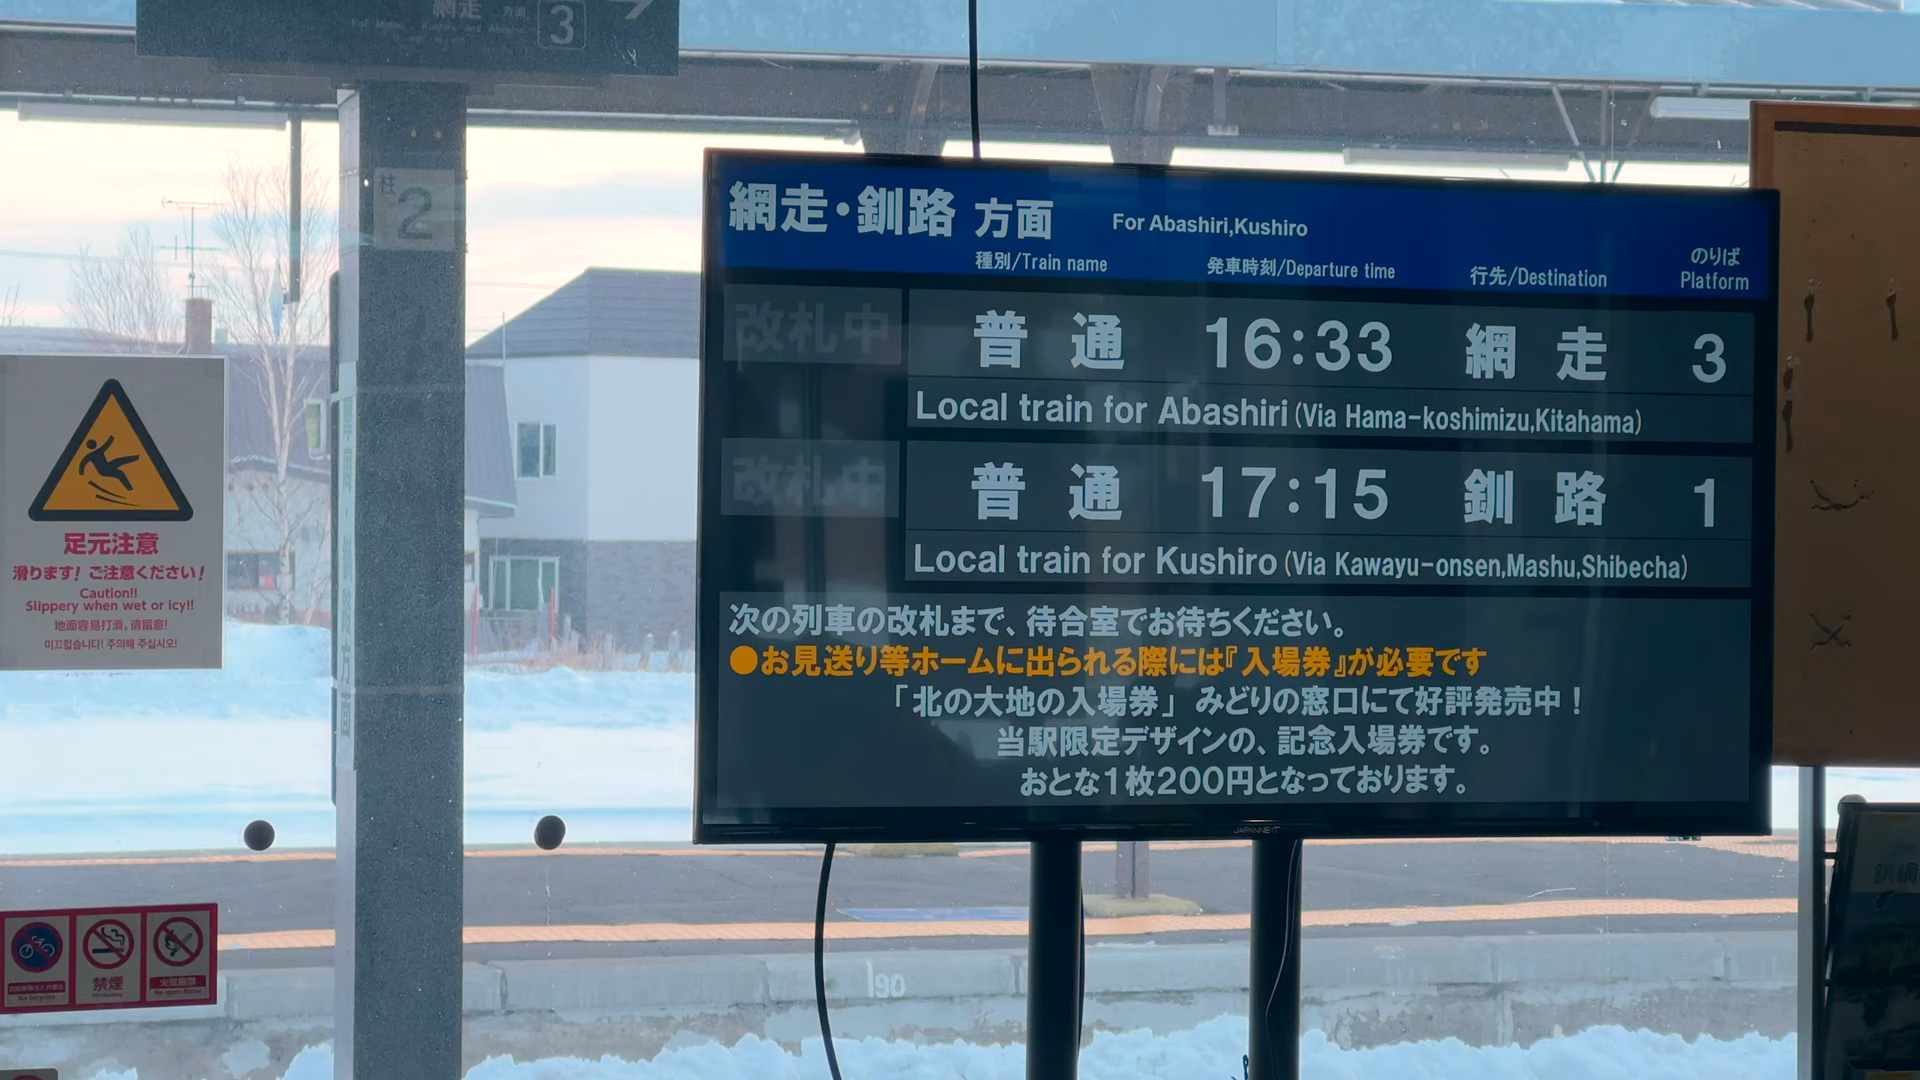 網走 方面 3
柱 2
足元注意
滑ります! ご注意ください!
Caution!!
Slippery when wet or icy!!
地面容易打滑,请留意!
미끄럽습니다! 주의해 주십시오!
禁煙
No bicycles
網走・釧路 方面 For Abashiri,Kushiro
種別/Train name 発車時刻/Departure time 行先/Destination のりば Platform
改札中 普通 16:33 網走 3
Local train for Abashiri (Via Hama-koshimizu,Kitahama)
改札中 普通 17:15 釧路 1
Local train for Kushiro (Via Kawayu-onsen,Mashu,Shibecha)
次の列車の改札まで、待合室でお待ちください。
●お見送り等ホームに出られる際には『入場券』が必要です
「北の大地の入場券」 みどりの窓口にて好評発売中!
当駅限定デザインの、記念入場券です。
おとな1枚200円となっております。
JAPANNEXT
190